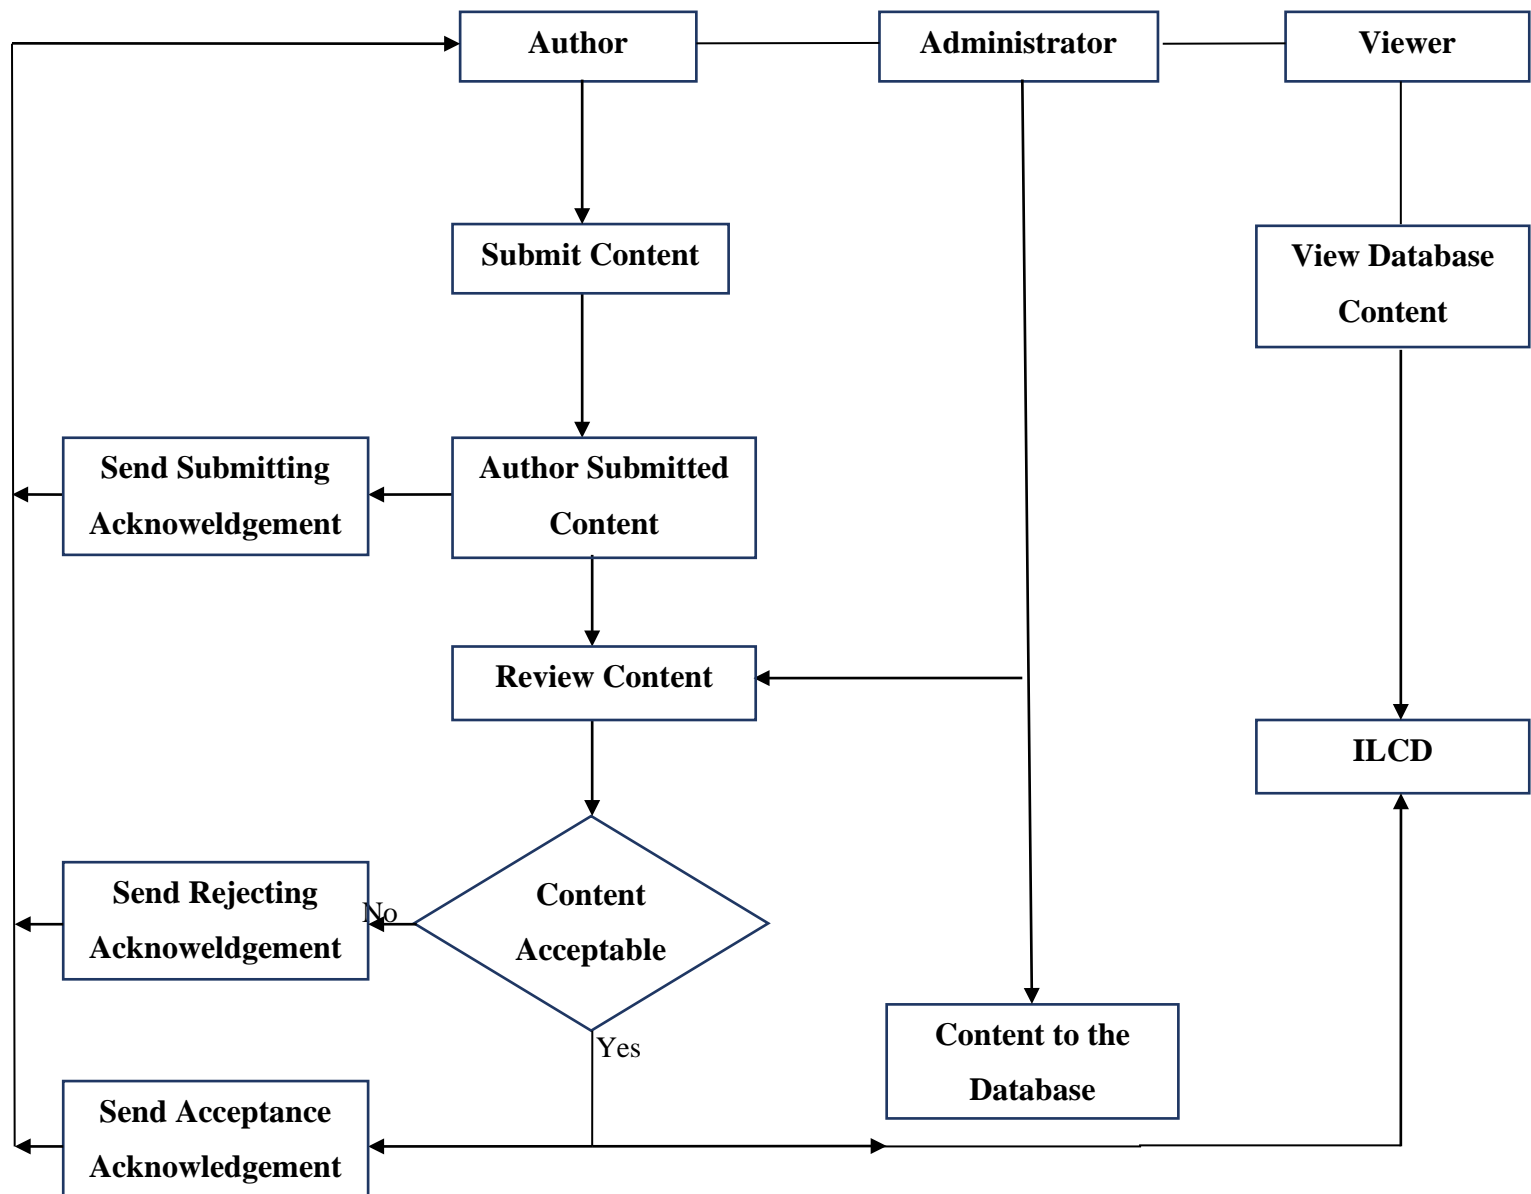 Author
Administrator
Viewer
Submit Content
View Database
Content
Send Submitting
Acknoweldgement
Author Submitted
Content
Review Content
ILCD
Send Rejecting
Acknoweldgement
No
Content
Acceptable
Yes
Content to the
Database
Send Acceptance
Acknowledgement